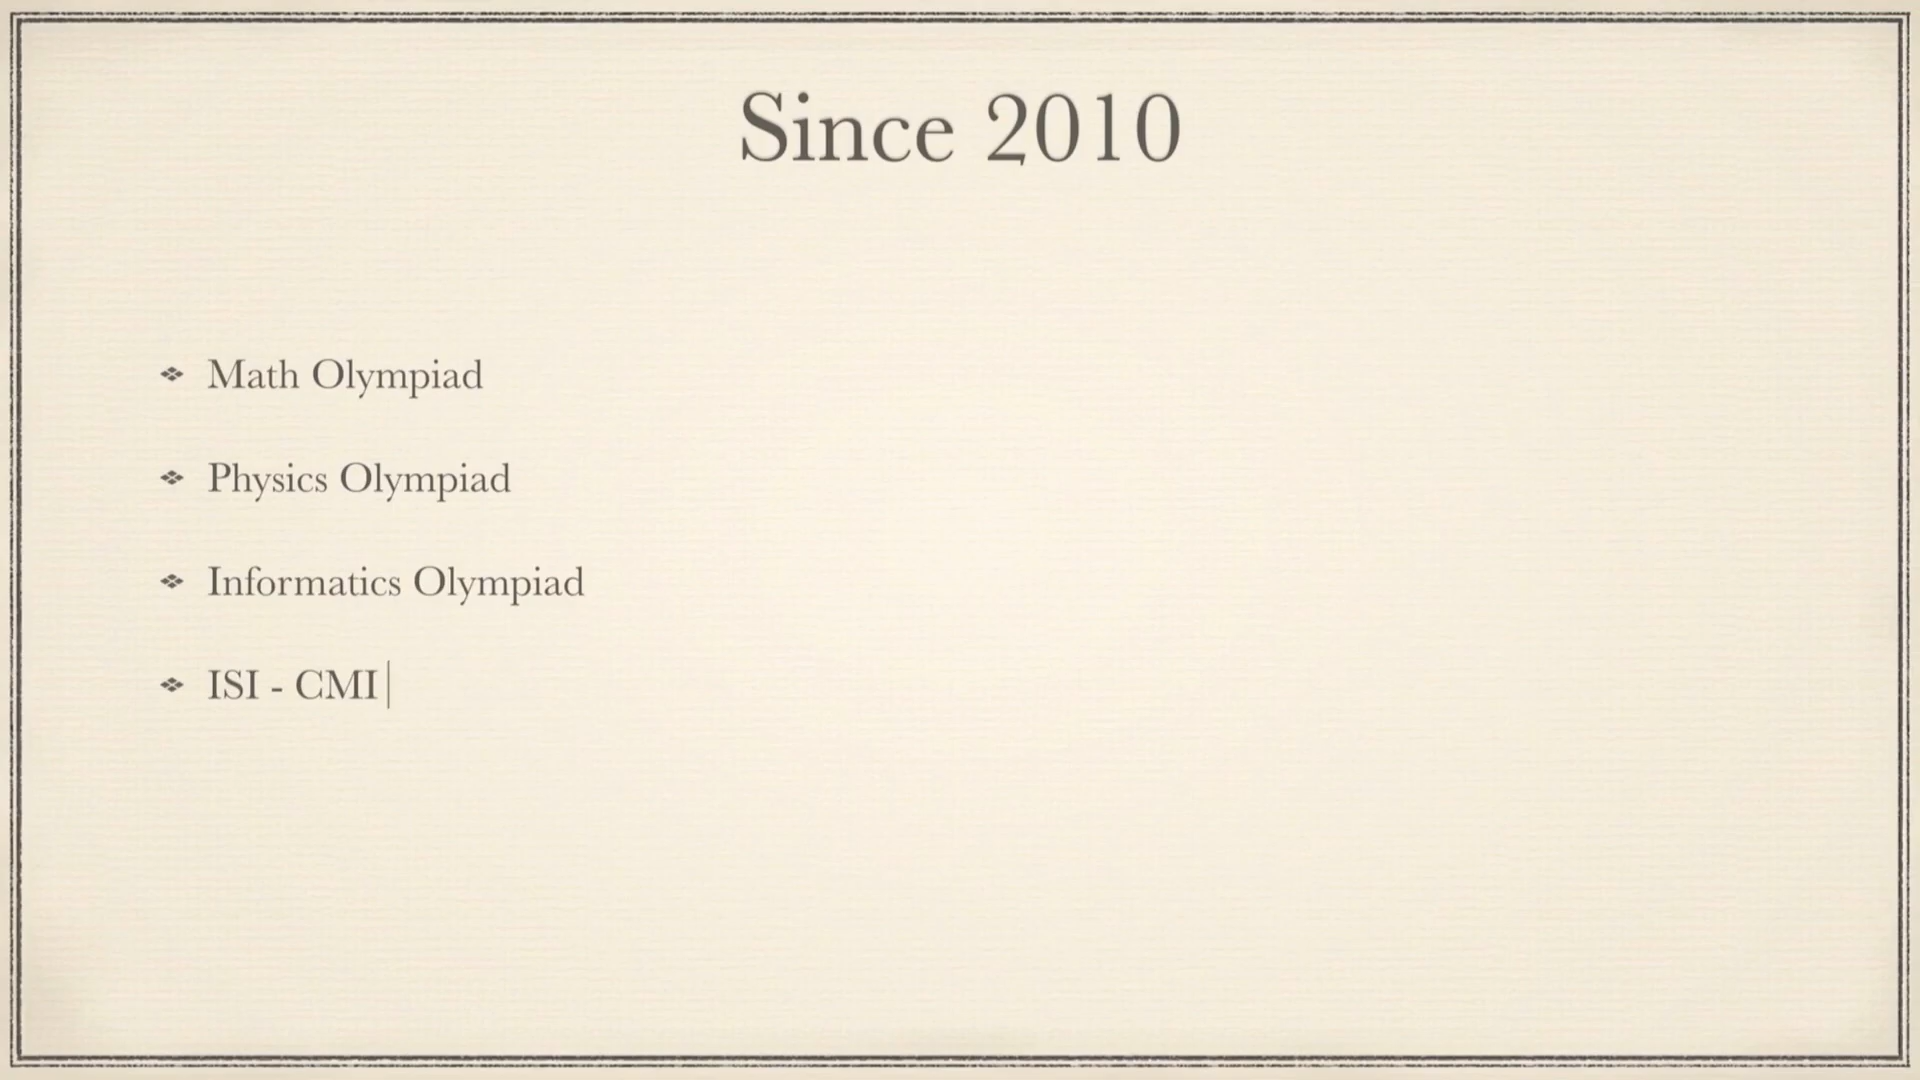 Since 2010
Math Olympiad
Physics Olympiad
Informatics Olympiad
ISI - CMI